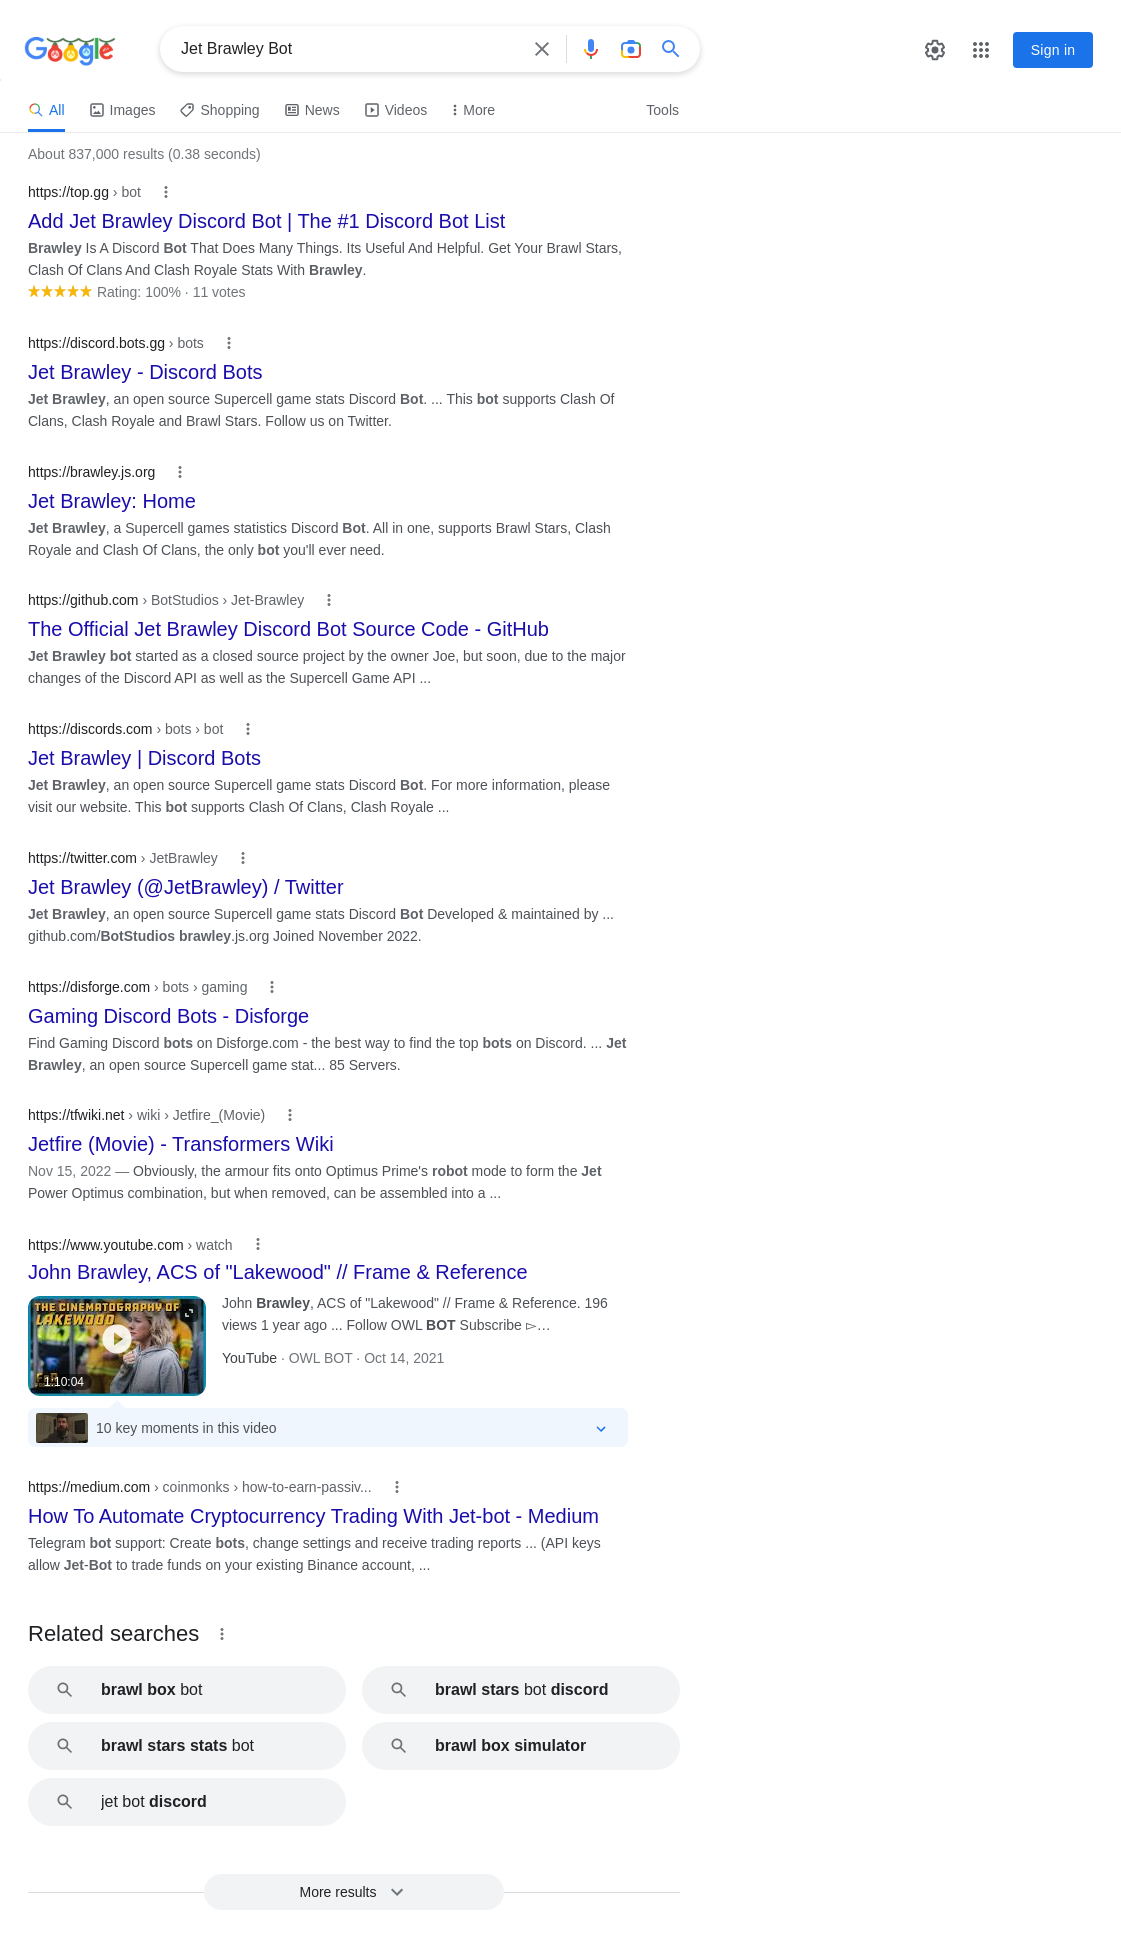 Google
Jet Brawley Bot
Sign in
All Images Shopping News Videos More Tools
About 837,000 results (0.38 seconds)
https://top.gg › bot
Add Jet Brawley Discord Bot | The #1 Discord Bot List
Brawley Is A Discord Bot That Does Many Things. Its Useful And Helpful. Get Your Brawl Stars,
Clash Of Clans And Clash Royale Stats With Brawley.
Rating: 100% · 11 votes
https://discord.bots.gg › bots
Jet Brawley - Discord Bots
Jet Brawley, an open source Supercell game stats Discord Bot. ... This bot supports Clash Of
Clans, Clash Royale and Brawl Stars. Follow us on Twitter.
https://brawley.js.org
Jet Brawley: Home
Jet Brawley, a Supercell games statistics Discord Bot. All in one, supports Brawl Stars, Clash
Royale and Clash Of Clans, the only bot you'll ever need.
https://github.com › BotStudios › Jet-Brawley
The Official Jet Brawley Discord Bot Source Code - GitHub
Jet Brawley bot started as a closed source project by the owner Joe, but soon, due to the major
changes of the Discord API as well as the Supercell Game API ...
https://discords.com › bots › bot
Jet Brawley | Discord Bots
Jet Brawley, an open source Supercell game stats Discord Bot. For more information, please
visit our website. This bot supports Clash Of Clans, Clash Royale ...
https://twitter.com › JetBrawley
Jet Brawley (@JetBrawley) / Twitter
Jet Brawley, an open source Supercell game stats Discord Bot Developed & maintained by ...
github.com/BotStudios brawley.js.org Joined November 2022.
https://disforge.com › bots › gaming
Gaming Discord Bots - Disforge
Find Gaming Discord bots on Disforge.com - the best way to find the top bots on Discord. ... Jet
Brawley, an open source Supercell game stat... 85 Servers.
https://tfwiki.net › wiki › Jetfire_(Movie)
Jetfire (Movie) - Transformers Wiki
Nov 15, 2022 — Obviously, the armour fits onto Optimus Prime's robot mode to form the Jet
Power Optimus combination, but when removed, can be assembled into a ...
https://www.youtube.com › watch
John Brawley, ACS of "Lakewood" // Frame & Reference
THE CINEMATOGRAPHY OF
LAKEWOOD
1:10:04
John Brawley, ACS of "Lakewood" // Frame & Reference. 196
views 1 year ago ... Follow OWL BOT Subscribe ▻…
YouTube · OWL BOT · Oct 14, 2021
10 key moments in this video
https://medium.com › coinmonks › how-to-earn-passiv...
How To Automate Cryptocurrency Trading With Jet-bot - Medium
Telegram bot support: Create bots, change settings and receive trading reports ... (API keys
allow Jet-Bot to trade funds on your existing Binance account, ...
Related searches
brawl box bot
brawl stars bot discord
brawl stars stats bot
brawl box simulator
jet bot discord
More results